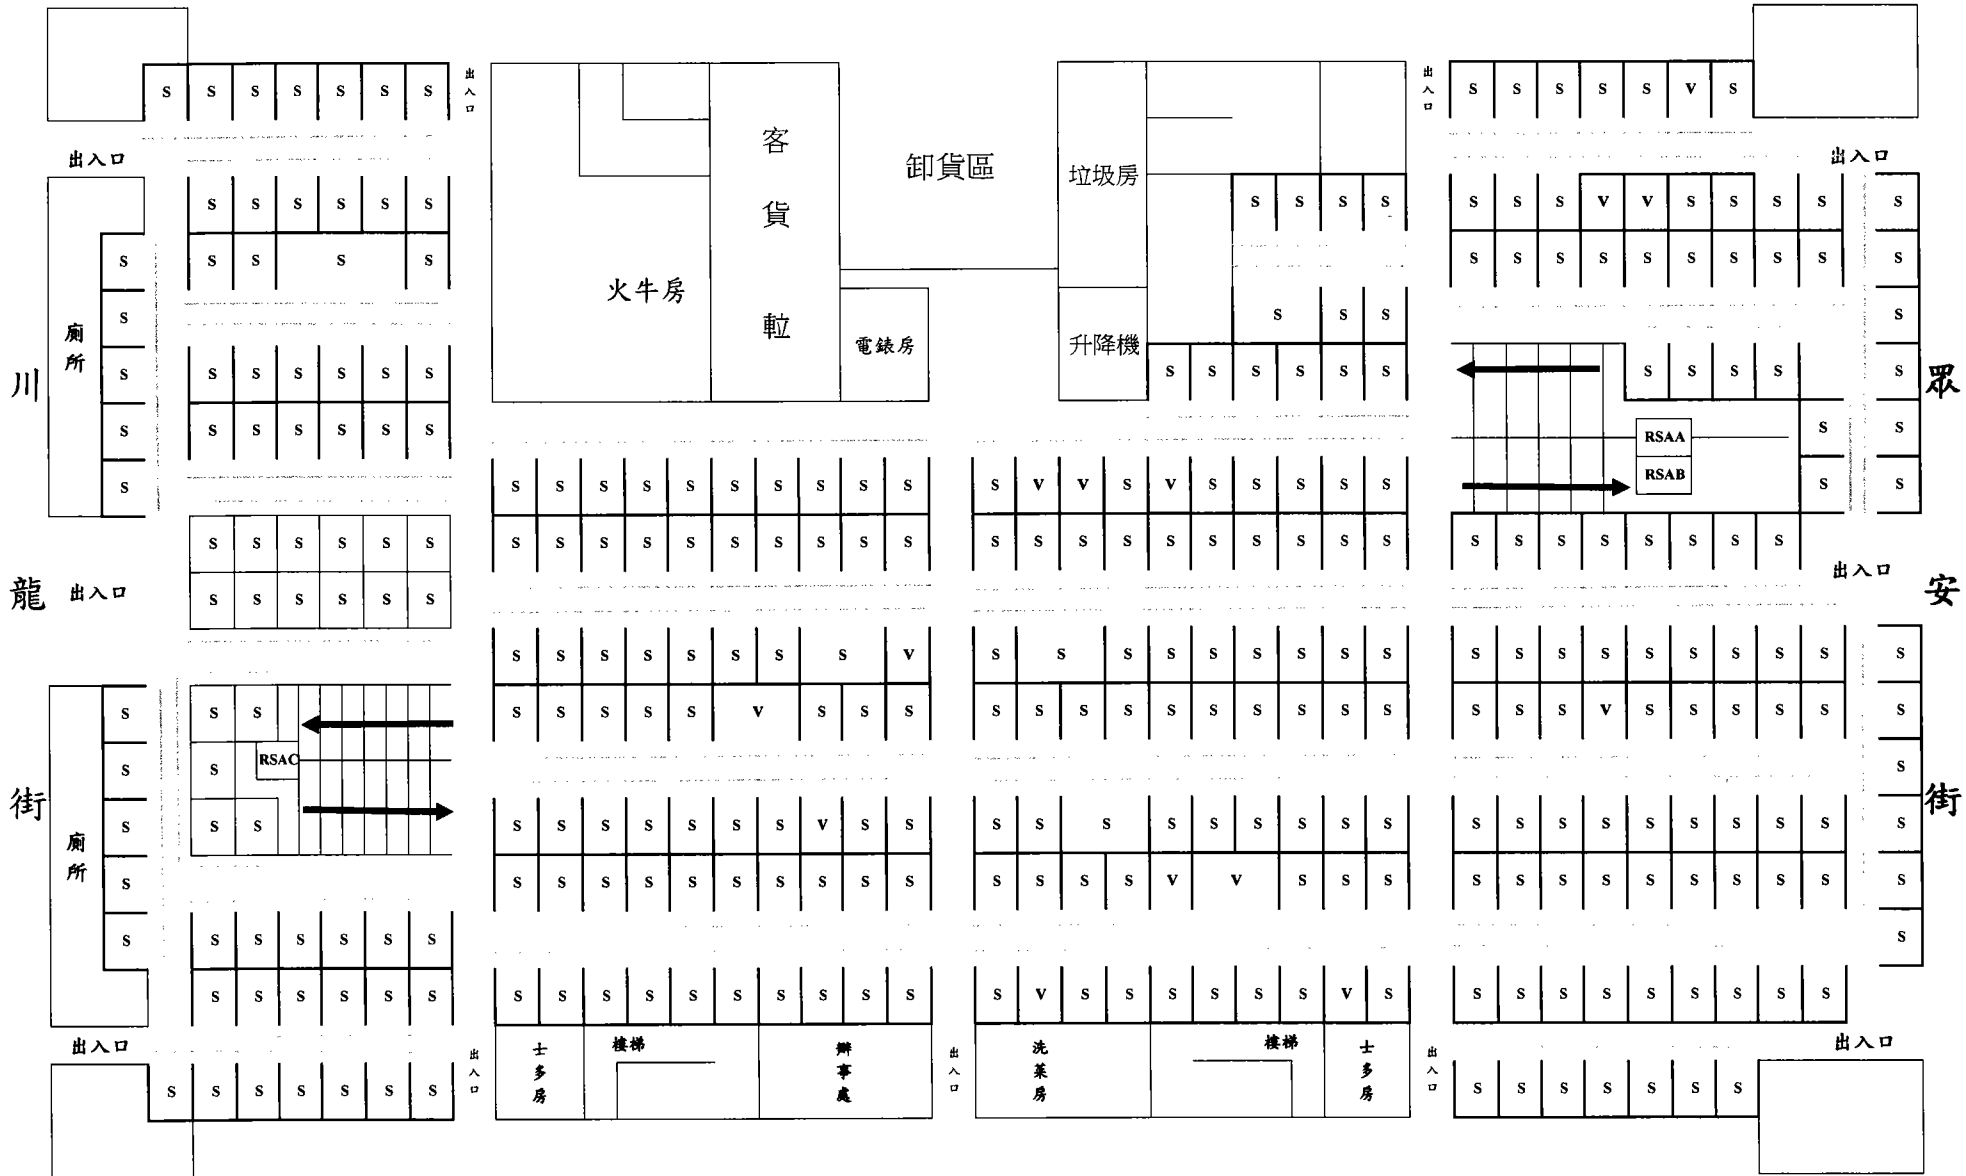 S S S S S S S 出入口 出入口 S S S S S V S
出入口 客貨𨋢 卸貨區 垃圾房 出入口
S S S S S S S S S S S S S V V S S S S S
S S S S S S S S S S S S S S S
火牛房
S S S S S
廁所 電錶房 升降機
川 S S S S S S S S S S S S S S S S S S 眾
S S S S S S S RSAA S S
S S S S S S S S S S S S V V S V S S S S S RSAB S S
S S S S S S S S S S S S S S S S S S S S S S S S S S S S S S S S S S
龍 出入口 出入口 安
S S S S S S
S S S S S S S S V S S S S S S S S S S S S S S S S S S S
S S S S S S S S V S S S S S S S S S S S S S S S S V S S S S S S
S S RSAC S
街 街
S S S S S S S S S S V S S S S S S S S S S S S S S S S S S S S S S
廁所
S S S S S S S S S S S S S S S V V S S S S S S S S S S S S S
S S S S S S S S
S S S S S S S S S S S S S S S S S V S S S S S S V S S S S S S S S S S
出入口 出入口 士多房 樓梯 辦事處 出入口 洗菜房 樓梯 士多房 出入口 出入口
S S S S S S S S S S S S S S